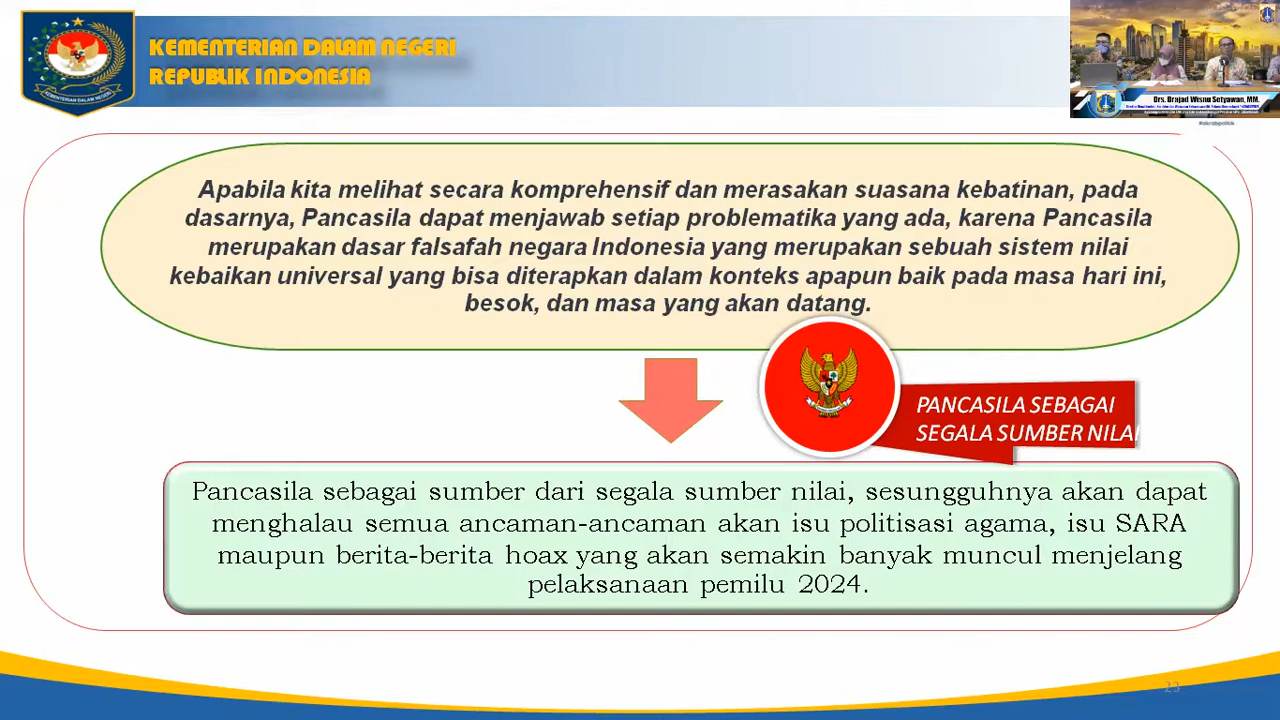 KEMENTERIAN DALAM NEGERI
REPUBLIK INDONESIA
KEMENTERIAN DALAM NEGERI
Drs. Drajad Wisnu Setyawan, MM.
Apabila kita melihat secara komprehensif dan merasakan suasana kebatinan, pada
dasarnya, Pancasila dapat menjawab setiap problematika yang ada, karena Pancasila
merupakan dasar falsafah negara Indonesia yang merupakan sebuah sistem nilai
kebaikan universal yang bisa diterapkan dalam konteks apapun baik pada masa hari ini,
besok, dan masa yang akan datang.
PANCASILA SEBAGAI
SEGALA SUMBER NILAI
Pancasila sebagai sumber dari segala sumber nilai, sesungguhnya akan dapat
menghalau semua ancaman-ancaman akan isu politisasi agama, isu SARA
maupun berita-berita hoax yang akan semakin banyak muncul menjelang
pelaksanaan pemilu 2024.
23